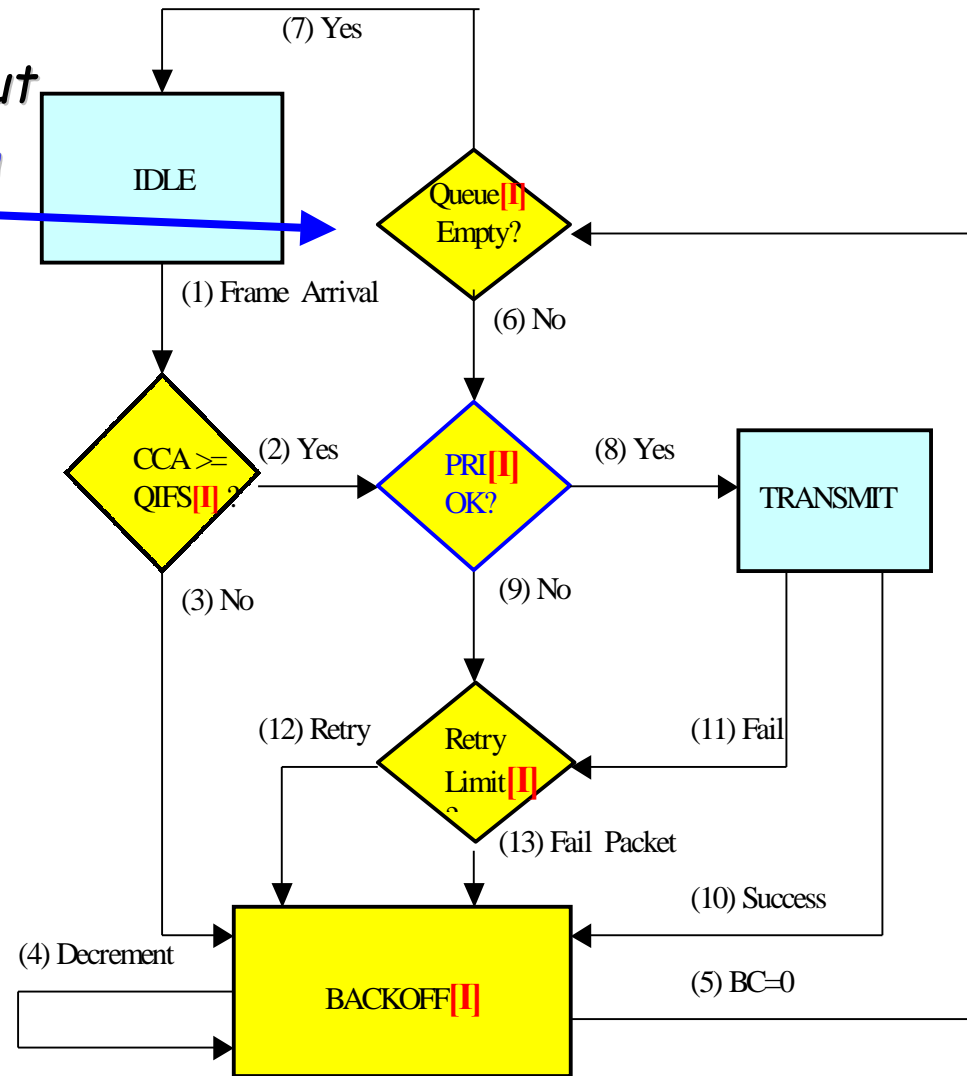 (7) Yes
ut
IDLE
Queue[I]
Empty?
(1) Frame Arrival
(6) No
CCA >=
QIFS[I] ?
(2) Yes
PRI[I]
OK?
(8) Yes
TRANSMIT
(3) No
(9) No
(12) Retry
Retry
Limit[I]
?
(11) Fail
(13) Fail Packet
(10) Success
(4) Decrement
BACKOFF[I]
(5) BC=0